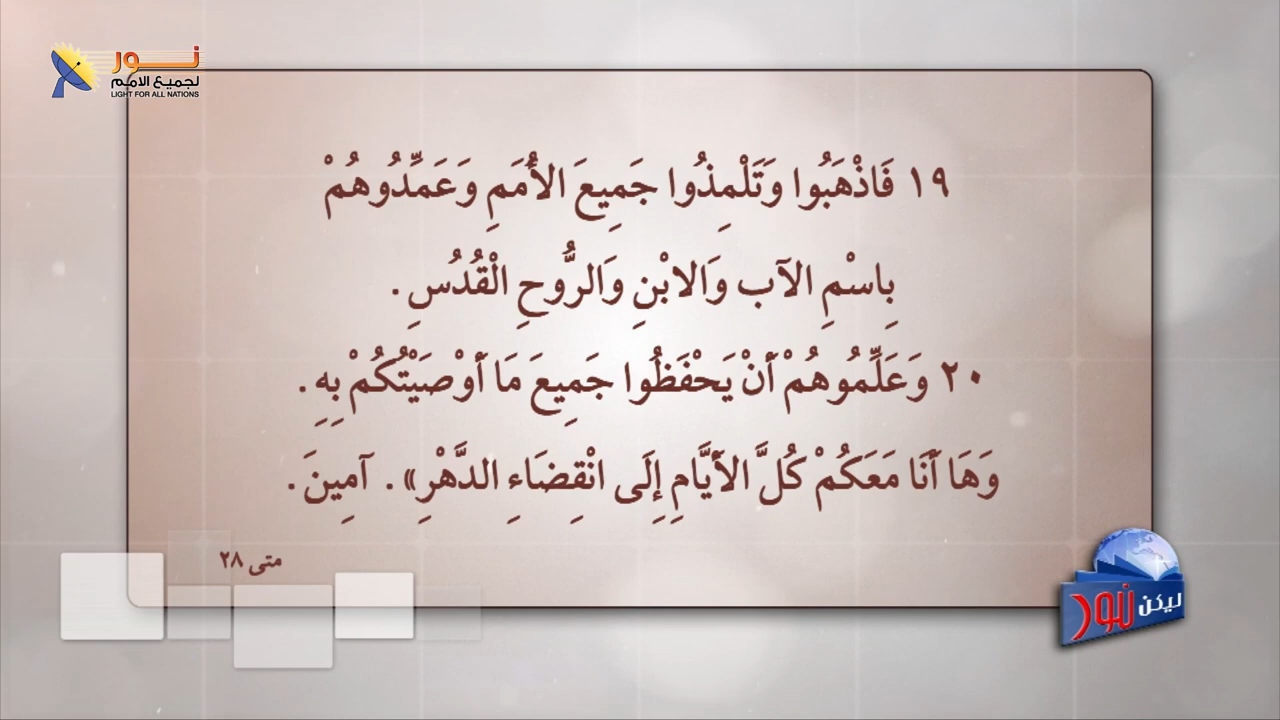 نور
لجميع الامم
LIGHT FOR ALL NATIONS
١٩ فَاذْهَبُوا وَتَلْمِذُوا جَمِيعَ الأُمَمِ وَعَمِّدُوهُمْ
بِاسْمِ الآب وَالابْنِ وَالرُّوحِ الْقُدُسِ .
٢٠ وَعَلِّمُوهُمْ أَنْ يَحْفَظُوا جَمِيعَ مَا أَوْصَيْتُكُمْ بِهِ .
وَهَا أَنَا مَعَكُمْ كُلَّ الأَيَّامِ إِلَى انْقِضَاءِ الدَّهْرِ» . آمِينَ .
متى ٢٨
ليكن نور